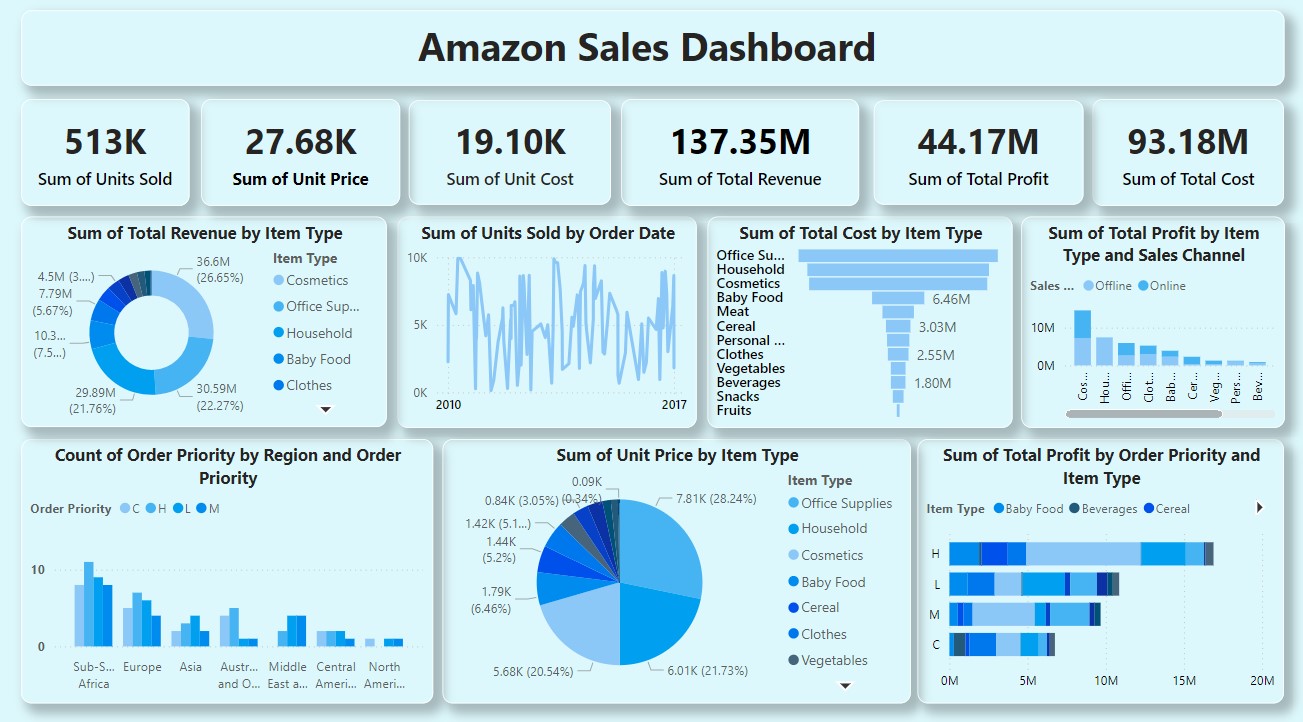 Amazon Sales Dashboard
513K
Sum of Units Sold
27.68K
Sum of Unit Price
19.10K
Sum of Unit Cost
137.35M
Sum of Total Revenue
44.17M
Sum of Total Profit
93.18M
Sum of Total Cost
Sum of Total Revenue by Item Type
36.6M
(26.65%)
30.59M
(22.27%)
29.89M
(21.76%)
10.3...
(7.5...)
7.79M
(5.67%)
4.5M (3....)
Item Type
Cosmetics
Office Sup...
Household
Baby Food
Clothes
Sum of Units Sold by Order Date
10K
5K
0K
2010
2017
Sum of Total Cost by Item Type
Office Su...
Household
Cosmetics
Baby Food
6.46M
Meat
Cereal
3.03M
Personal ...
Clothes
2.55M
Vegetables
Beverages
1.80M
Snacks
Fruits
Sum of Total Profit by Item
Type and Sales Channel
Sales ...
Offline
Online
10M
0M
Cos...
Hou...
Offi...
Clot...
Bab...
Cer...
Veg...
Pers...
Bev...
Count of Order Priority by Region and Order
Priority
Order Priority
C
H
L
M
10
0
Sub-S...
Africa
Europe
Asia
Austr...
and O...
Middle
East a...
Central
Ameri...
North
Ameri...
Sum of Unit Price by Item Type
7.81K (28.24%)
6.01K (21.73%)
5.68K (20.54%)
1.79K
(6.46%)
1.44K
(5.2%)
1.42K (5.1...)
0.84K (3.05%)
0.09K
(0.34%)
Item Type
Office Supplies
Household
Cosmetics
Baby Food
Cereal
Clothes
Vegetables
Sum of Total Profit by Order Priority and
Item Type
Item Type
Baby Food
Beverages
Cereal
H
L
M
C
0M
5M
10M
15M
20M